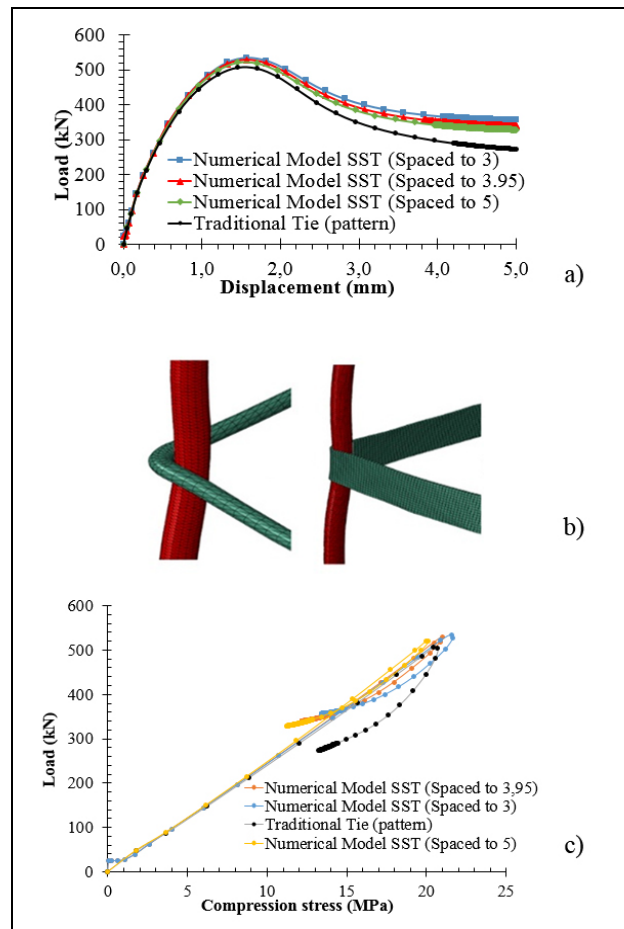 600
500
400
300
200
100
0
Load (kN)
Numerical Model SST (Spaced to 3)
Numerical Model SST (Spaced to 3.95)
Numerical Model SST (Spaced to 5)
Traditional Tie (pattern)
0,0 1,0 2,0 3,0 4,0 5,0
Displacement (mm)
a)
b)
600
500
400
300
200
100
0
Load (kN)
Numerical Model SST (Spaced to 3,95)
Numerical Model SST (Spaced to 3)
Traditional Tie (pattern)
Numerical Model SST (Spaced to 5)
0 5 10 15 20 25
Compression stress (MPa)
c)